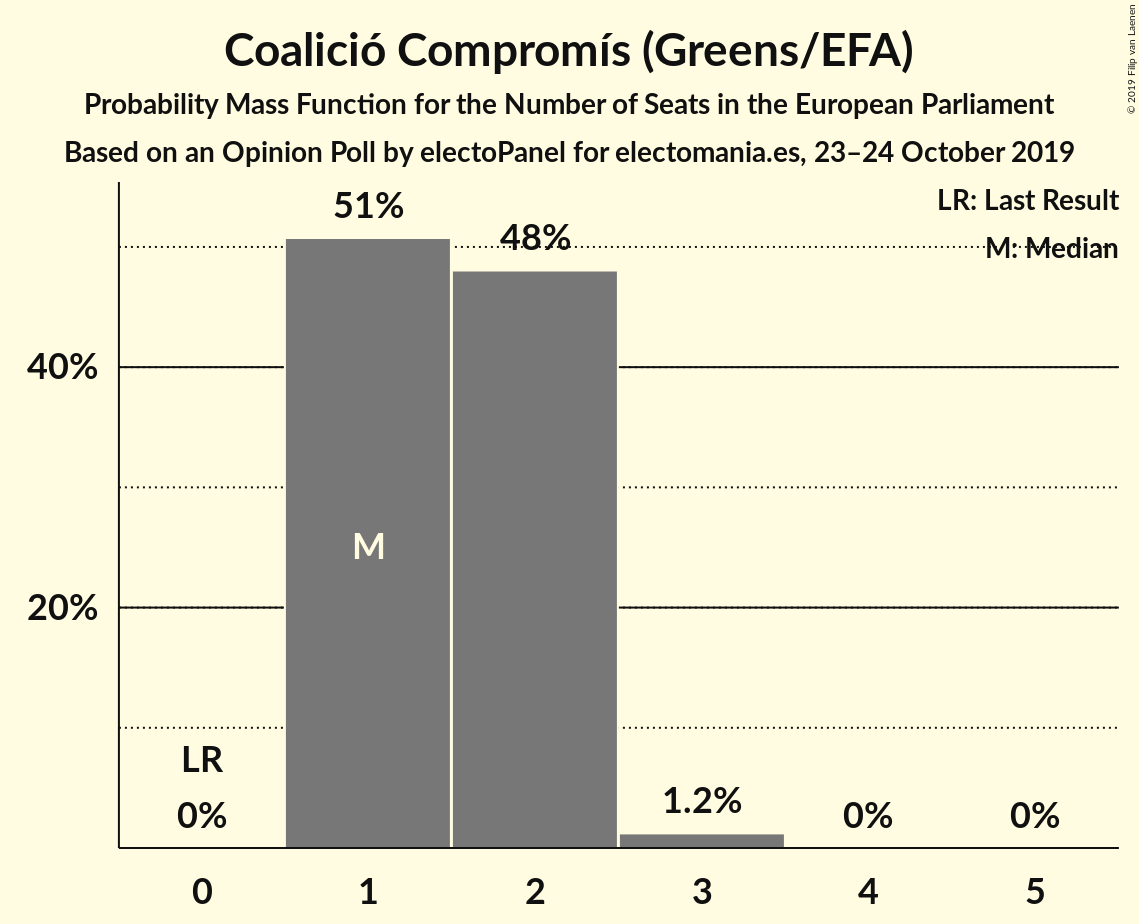 Coalició Compromís (Greens/EFA)
Probability Mass Function for the Number of Seats in the European Parliament
Based on an Opinion Poll by electoPanel for electomania.es, 23–24 October 2019
© 2019 Filip van Laenen
LR: Last Result
M: Median
51%
48%
40%
M
20%
LR
0%
1.2%
0%
0%
0
1
2
3
4
5